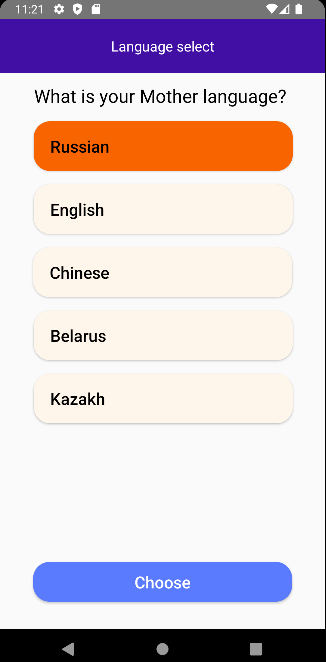 11:21
Language select
What is your Mother language?
Russian
English
Chinese
Belarus
Kazakh
Choose